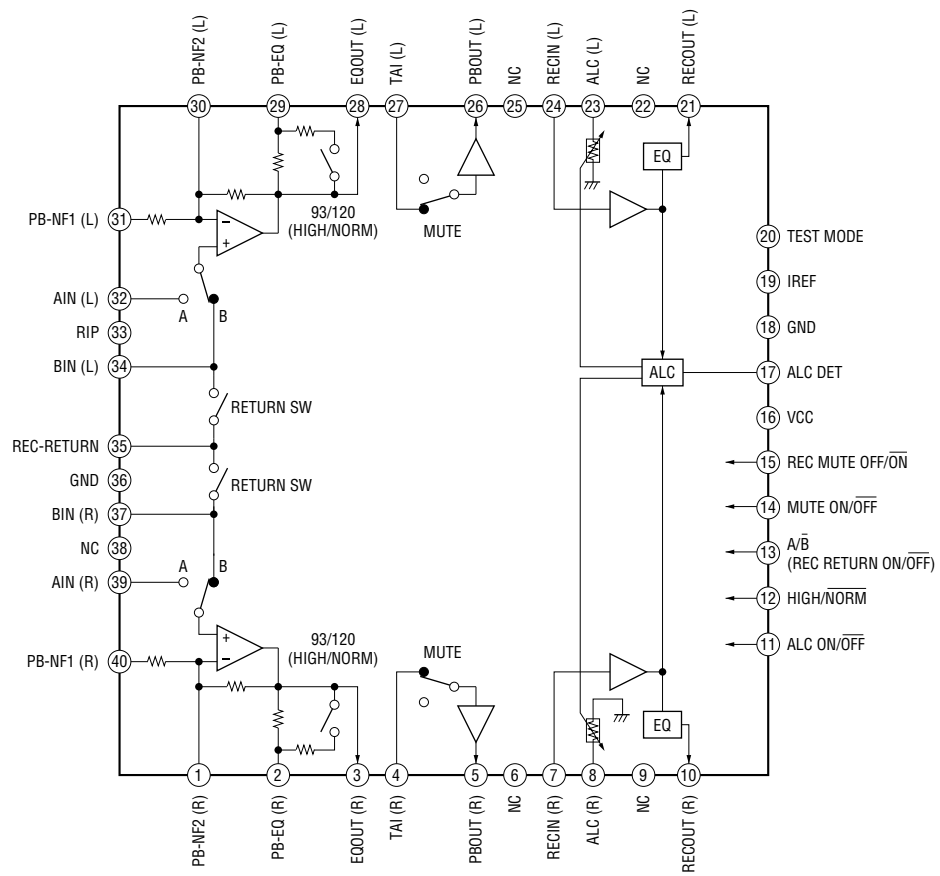 PB-NF2 (L)
PB-EQ (L)
EQOUT (L)
TAI (L)
PBOUT (L)
NC
RECIN (L)
ALC (L)
NC
RECOUT (L)
30
29
28
27
26
25
24
23
22
21
EQ
PB-NF1 (L)
31
−
+
93/120
(HIGH/NORM)
MUTE
20
TEST MODE
AIN (L)
32
A
B
19
IREF
RIP
33
18
GND
BIN (L)
34
ALC
17
ALC DET
RETURN SW
16
VCC
REC-RETURN
35
15
REC MUTE OFF/ON
GND
36
RETURN SW
BIN (R)
37
14
MUTE ON/OFF
NC
38
13
A/B
(REC RETURN ON/OFF)
AIN (R)
39
A
B
12
HIGH/NORM
11
ALC ON/OFF
PB-NF1 (R)
40
+
−
93/120
(HIGH/NORM)
MUTE
EQ
1
2
3
4
5
6
7
8
9
10
PB-NF2 (R)
PB-EQ (R)
EQOUT (R)
TAI (R)
PBOUT (R)
NC
RECIN (R)
ALC (R)
NC
RECOUT (R)